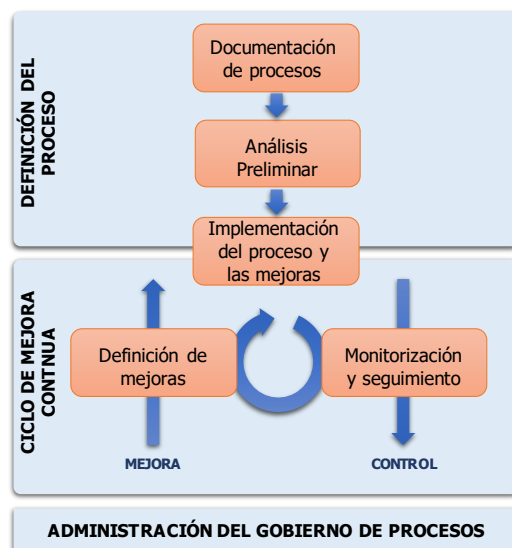 DEFINICIÓN DEL
PROCESO
Documentación
de procesos
Análisis
Preliminar
Implementación
del proceso y
las mejoras
CICLO DE MEJORA
CONTNUA
Definición de
mejoras
Monitorización
y seguimiento
MEJORA
CONTROL
ADMINISTRACIÓN DEL GOBIERNO DE PROCESOS